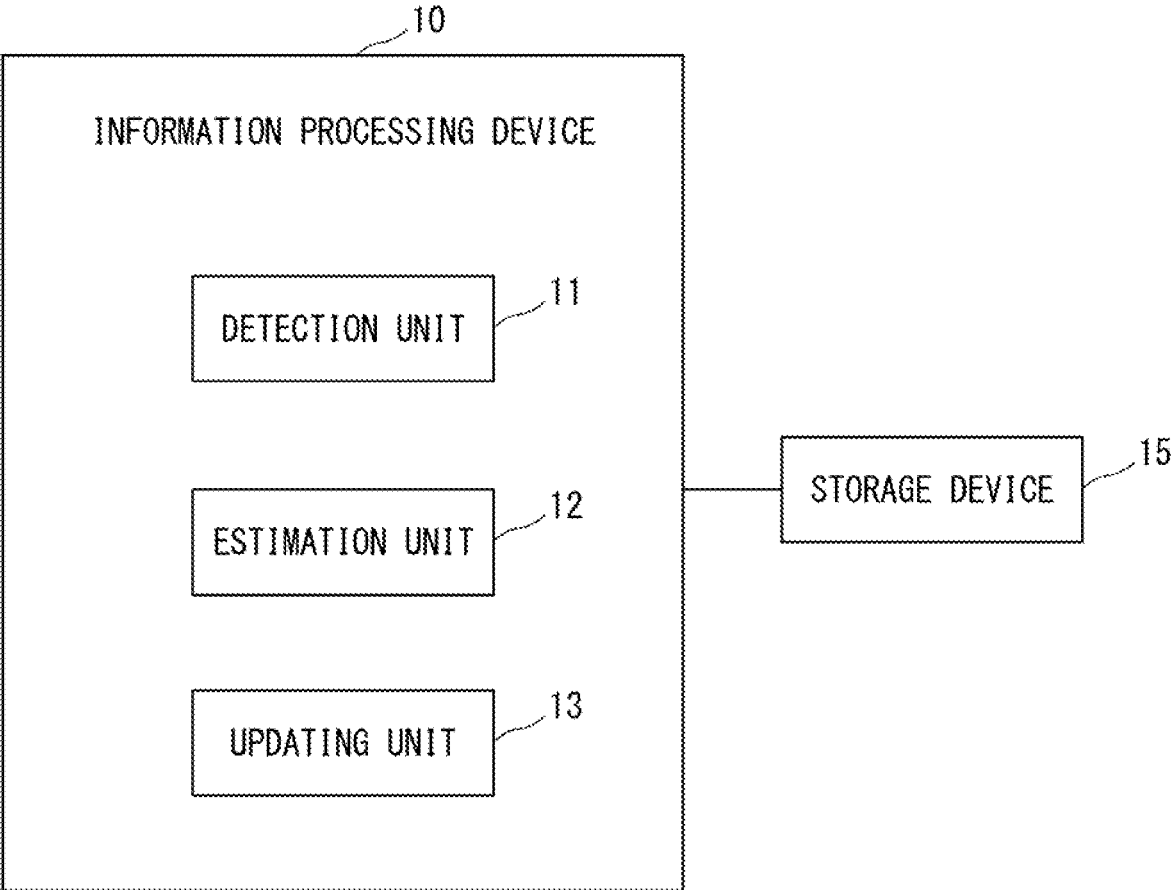 10
INFORMATION PROCESSING DEVICE
11
DETECTION UNIT
15
STORAGE DEVICE
12
ESTIMATION UNIT
13
UPDATING UNIT